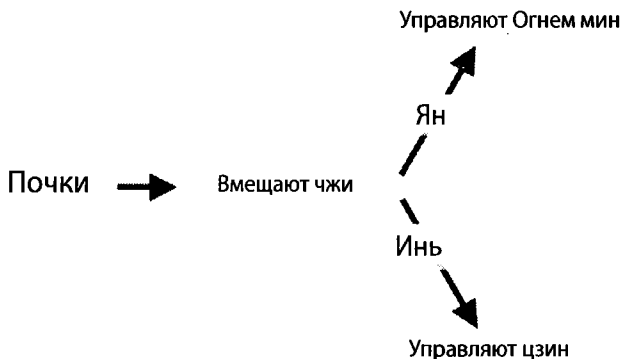 Управляют Огнем мин
Ян
Почки
Вмещают чжи
Инь
Управляют цзин